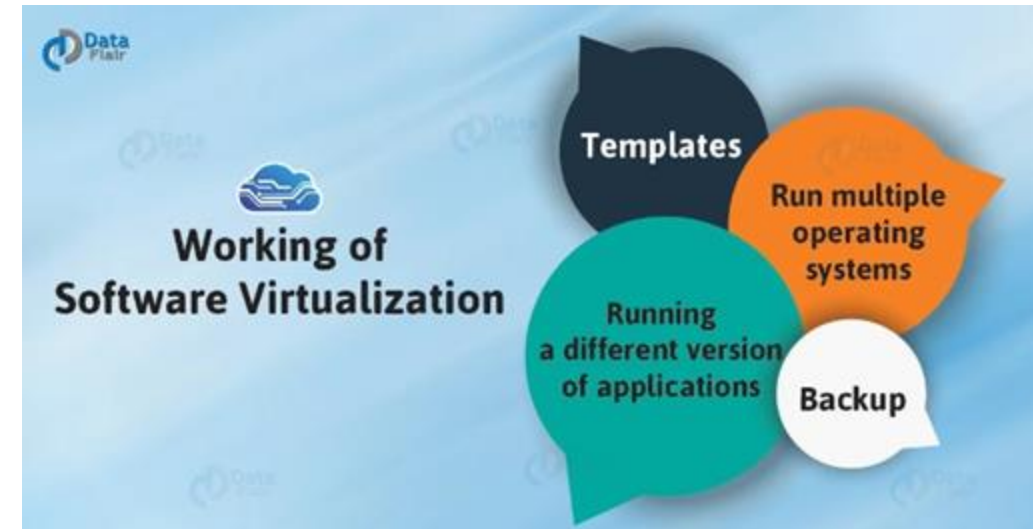 Data
Flair
Working of
Software Virtualization
Templates
Run multiple
operating
systems
Running
a different version
of applications
Backup